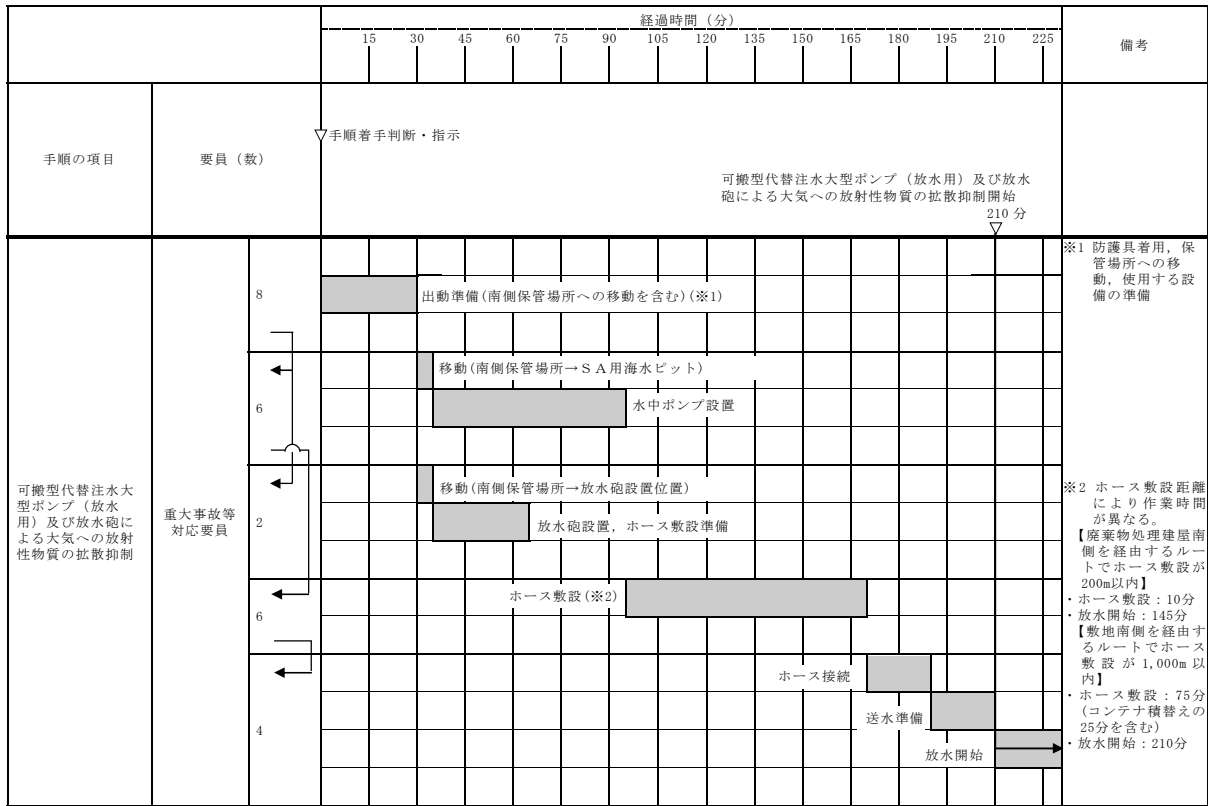 経過時間（分）
15 30 45 60 75 90 105 120 135 150 165 180 195 210 225
備考
手順の項目
要員（数）
手順着手判断・指示
可搬型代替注水大型ポンプ（放水用）及び放水
砲による大気への放射性物質の拡散抑制開始
210 分
可搬型代替注水大
型ポンプ（放水
用）及び放水砲に
よる大気への放射
性物質の拡散抑制
重大事故等
対応要員
8
出動準備(南側保管場所への移動を含む)(※1)
6
移動(南側保管場所→ＳＡ用海水ピット)
水中ポンプ設置
2
移動(南側保管場所→放水砲設置位置)
放水砲設置，ホース敷設準備
6
ホース敷設(※2)
4
ホース接続
送水準備
放水開始
※1 防護具着用，保
管場所への移
動，使用する設
備の準備
※2 ホース敷設距離
により作業時間
が異なる。
【廃棄物処理建屋南
側を経由するルー
トでホース敷設が
200m以内】
・ホース敷設：10分
・放水開始：145分
【敷地南側を経由す
るルートでホース
敷設が1,000m以
内】
・ホース敷設：75分
(コンテナ積替えの
25分を含む)
・放水開始：210分